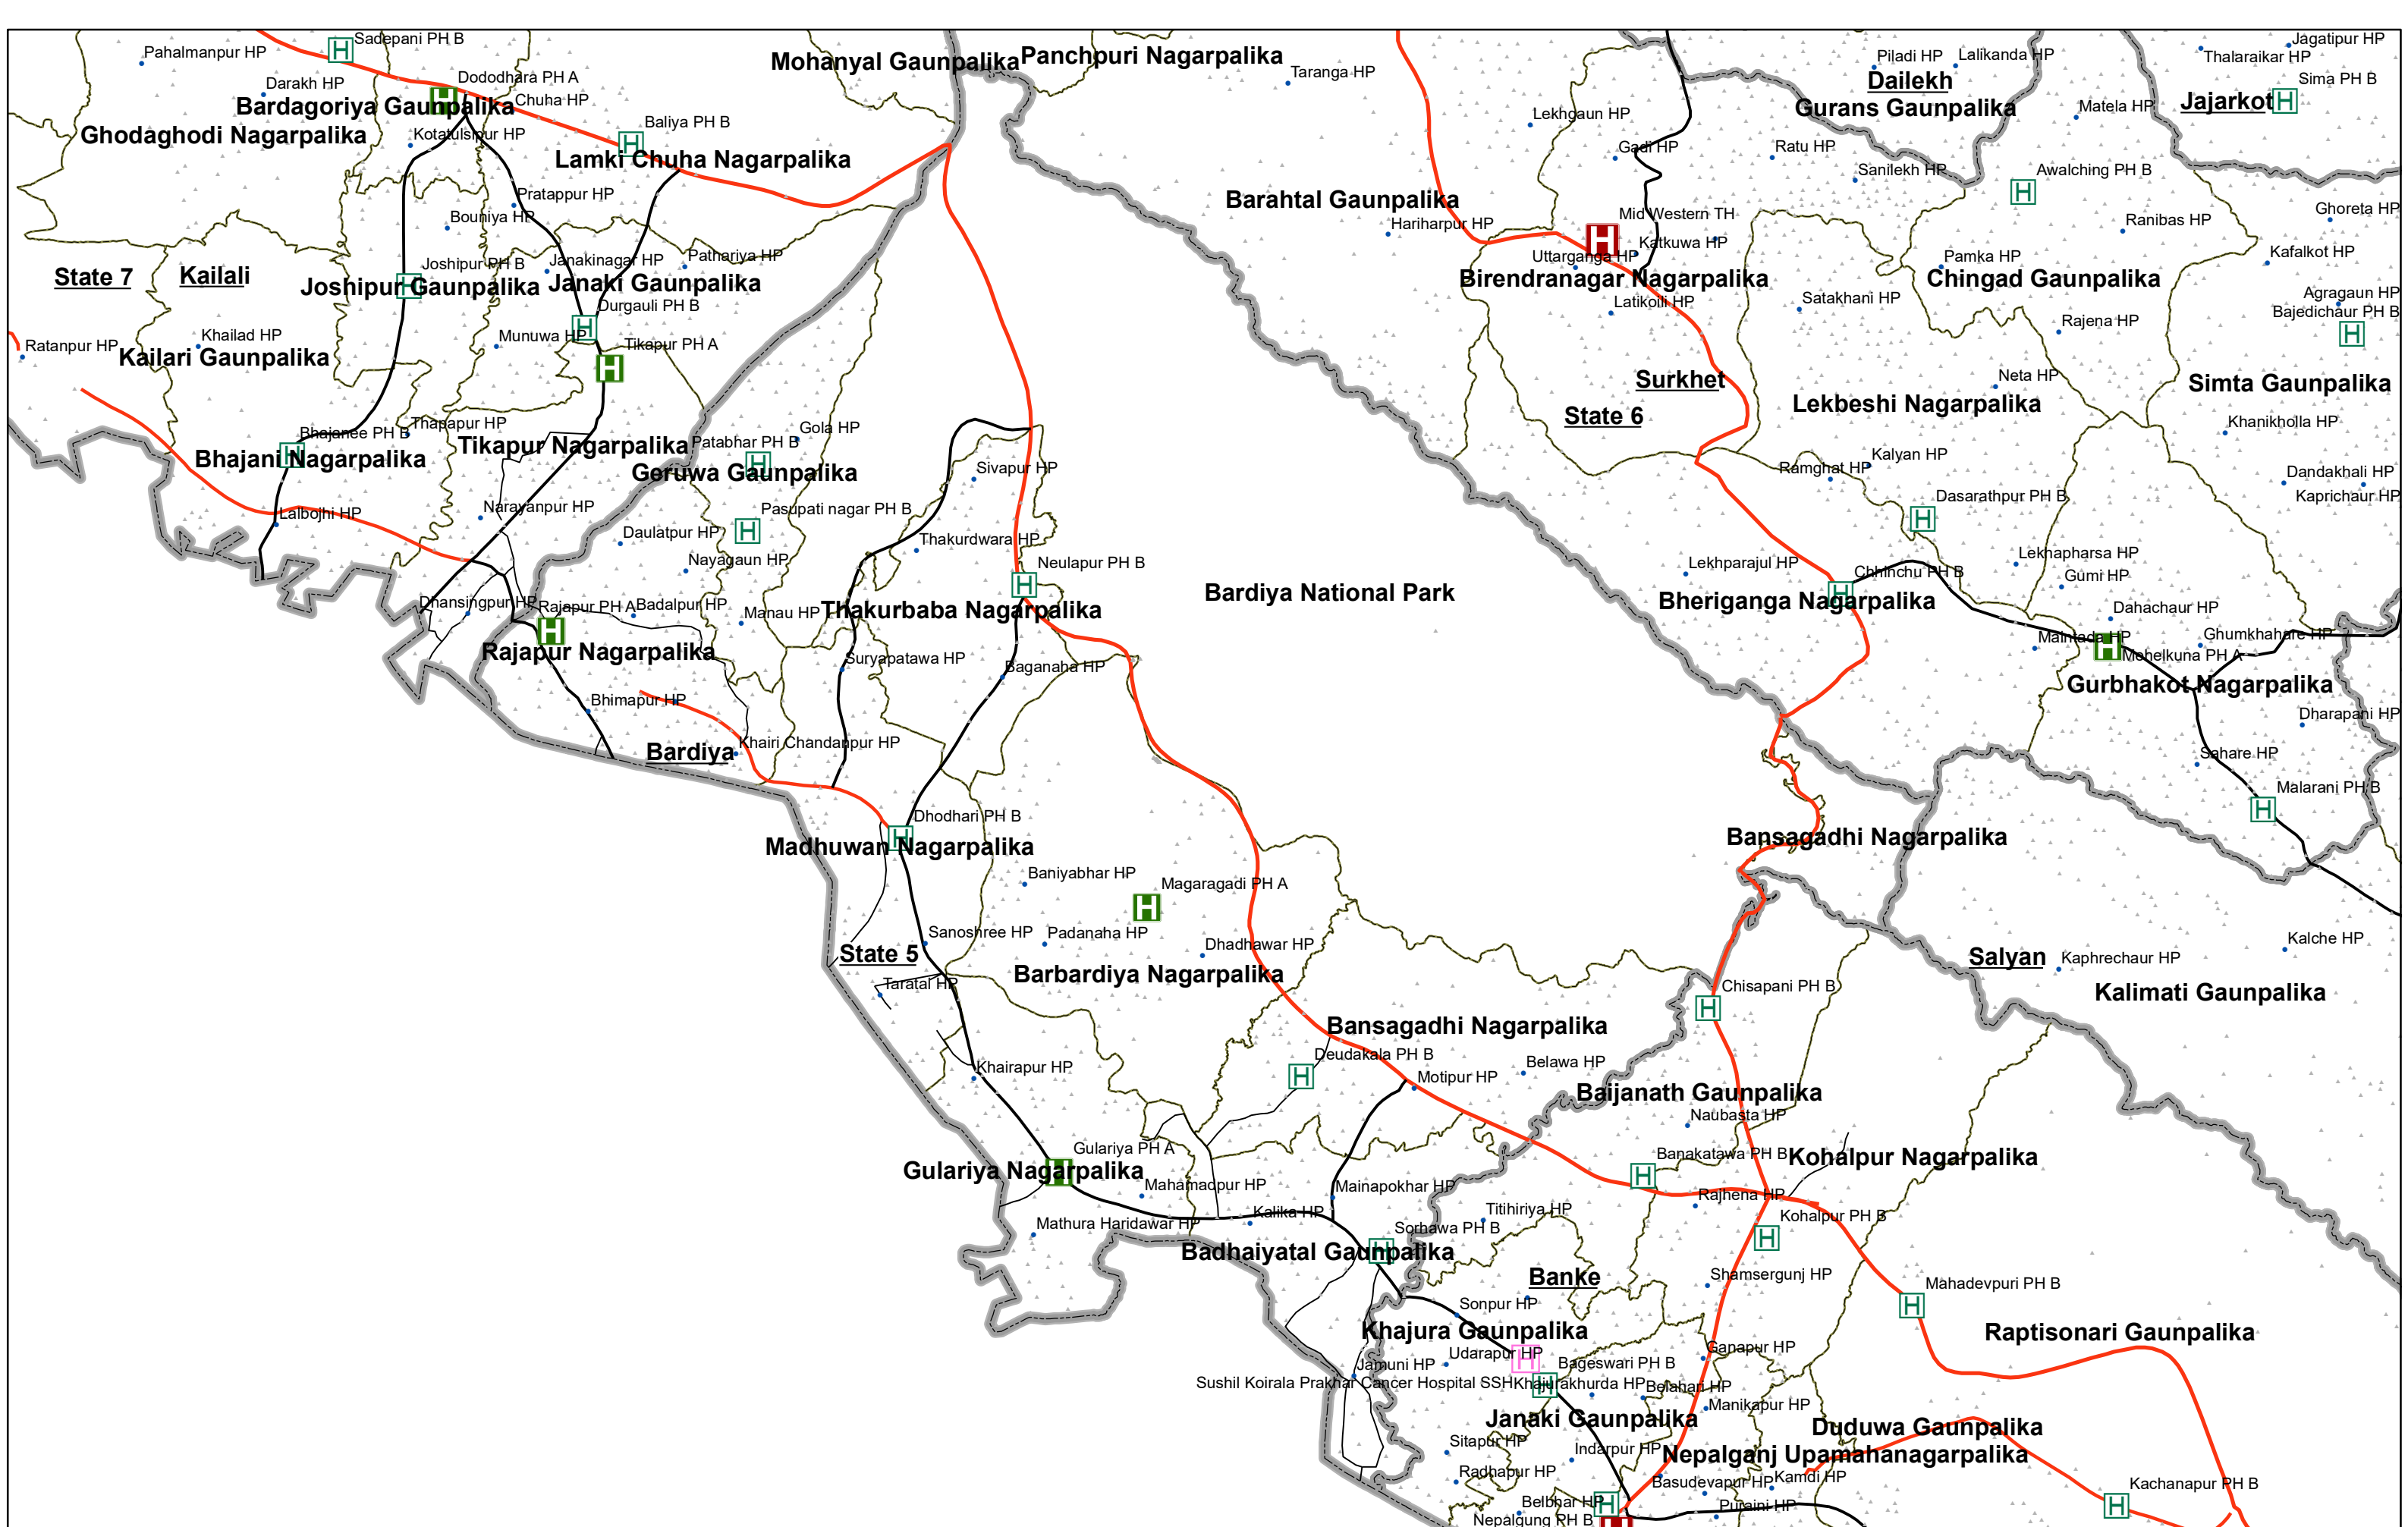 Sadepani PH B
Pahalmanpur HP
Mohanyal Gaunpalika
Panchpuri Nagarpalika
Taranga HP
Piladi HP
Lalikanda HP
Jagatipur HP
Thalaraikar HP
Sima PH B
Dailekh
Jajarkot
Gurans Gaunpalika
Matela HP
Darakh HP
Dododhara PH A
Chuha HP
Bardagoriya Gaunpalika
Ghodaghodi Nagarpalika
Kotatulsipur HP
Baliya PH B
Lamki Chuha Nagarpalika
Lekhgaun HP
Gadi HP
Ratu HP
Sanilekh HP
Awalching PH B
Pratappur HP
Bouniya HP
Barahtal Gaunpalika
Hariharpur HP
Mid Western TH
Katkuwa HP
Uttarganga HP
Birendranagar Nagarpalika
Latikoili HP
Ranibas HP
Ghoreta HP
Kafalkot HP
Pamka HP
Chingad Gaunpalika
Satakhani HP
Rajena HP
Agragaun HP
Bajedichaur PH B
State 7
Kailali
Joshipur PH B
Joshipur Gaunpalika
Janakinagar HP
Pathariya HP
Janaki Gaunpalika
Durgauli PH B
Munuwa HP
Tikapur PH A
Khailad HP
Ratanpur HP
Kailari Gaunpalika
Surkhet
State 6
Neta HP
Lekbeshi Nagarpalika
Simta Gaunpalika
Khanikholla HP
Bhajanee PH B
Thapapur HP
Bhajani Nagarpalika
Tikapur Nagarpalika
Patabhar PH B
Gola HP
Geruwa Gaunpalika
Sivapur HP
Ramghat HP
Kalyan HP
Dandakhali HP
Kaprichaur HP
Dasarathpur PH B
Lalbojhi HP
Narayanpur HP
Pasupati nagar PH B
Daulatpur HP
Nayagaun HP
Thakurdwara HP
Neulapur PH B
Bardiya National Park
Lekhparajul HP
Chhinchu PH B
Bheriganga Nagarpalika
Lekhapharsa HP
Gumi HP
Dahachaur HP
Maintada HP
Ghumkhahare HP
Mehelkuna PH A
Gurbhakot Nagarpalika
Dharapani HP
Sahare HP
Malarani PH B
Dhansingpur HP
Rajapur PH A
Badalpur HP
Manau HP
Thakurbaba Nagarpalika
Rajapur Nagarpalika
Suryapatawa HP
Baganaha HP
Bhimapur HP
Bardiya
Khairi Chandanpur HP
Dhodhari PH B
Madhuwan Nagarpalika
Bansagadhi Nagarpalika
Baniyabhar HP
Magaragadi PH A
Sanoshree HP
Padanaha HP
Dhadhawar HP
State 5
Barbardiya Nagarpalika
Taratal HP
Salyan
Kalche HP
Kaphrechaur HP
Kalimati Gaunpalika
Chisapani PH B
Bansagadhi Nagarpalika
Deudakala PH B
Motipur HP
Belawa HP
Khairapur HP
Baijanath Gaunpalika
Naubasta HP
Banakatawa PH B
Kohalpur Nagarpalika
Gulariya PH A
Gulariya Nagarpalika
Mahamadpur HP
Mainapokhar HP
Kalika HP
Mathura Haridawar HP
Rajhena HP
Titihiriya HP
Kohalpur PH B
Sorhawa PH B
Badhaiyatal Gaunpalika
Banke
Shamsergunj HP
Mahadevpuri PH B
Sonpur HP
Khajura Gaunpalika
Raptisonari Gaunpalika
Udarapur HP
Jamuni HP
Ganapur HP
Bageswari PH B
Sushil Koirala Prakhar Cancer Hospital SSH
Khajurakhurda HP
Belahari HP
Manikapur HP
Janaki Gaunpalika
Duduwa Gaunpalika
Sitapur HP
Indarpur HP
Nepalganj Upamahanagarpalika
Radhapur HP
Basudevapur HP
Kamdi HP
Kachanapur PH B
Belbhar HP
Puraini HP
Nepalgung PH B